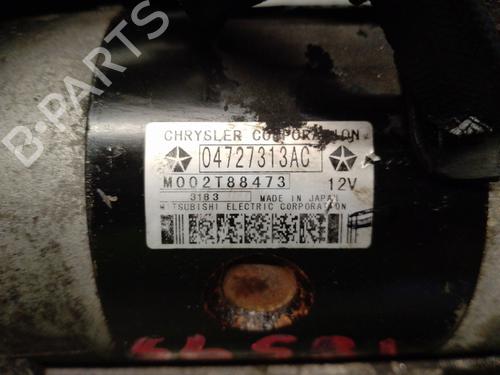 B-PARTS
CHRYSLER CORPORATION
04727313AC
M002T88473 12V
3183 MADE IN JAPAN
MITSUBISHI ELECTRIC CORPORATION